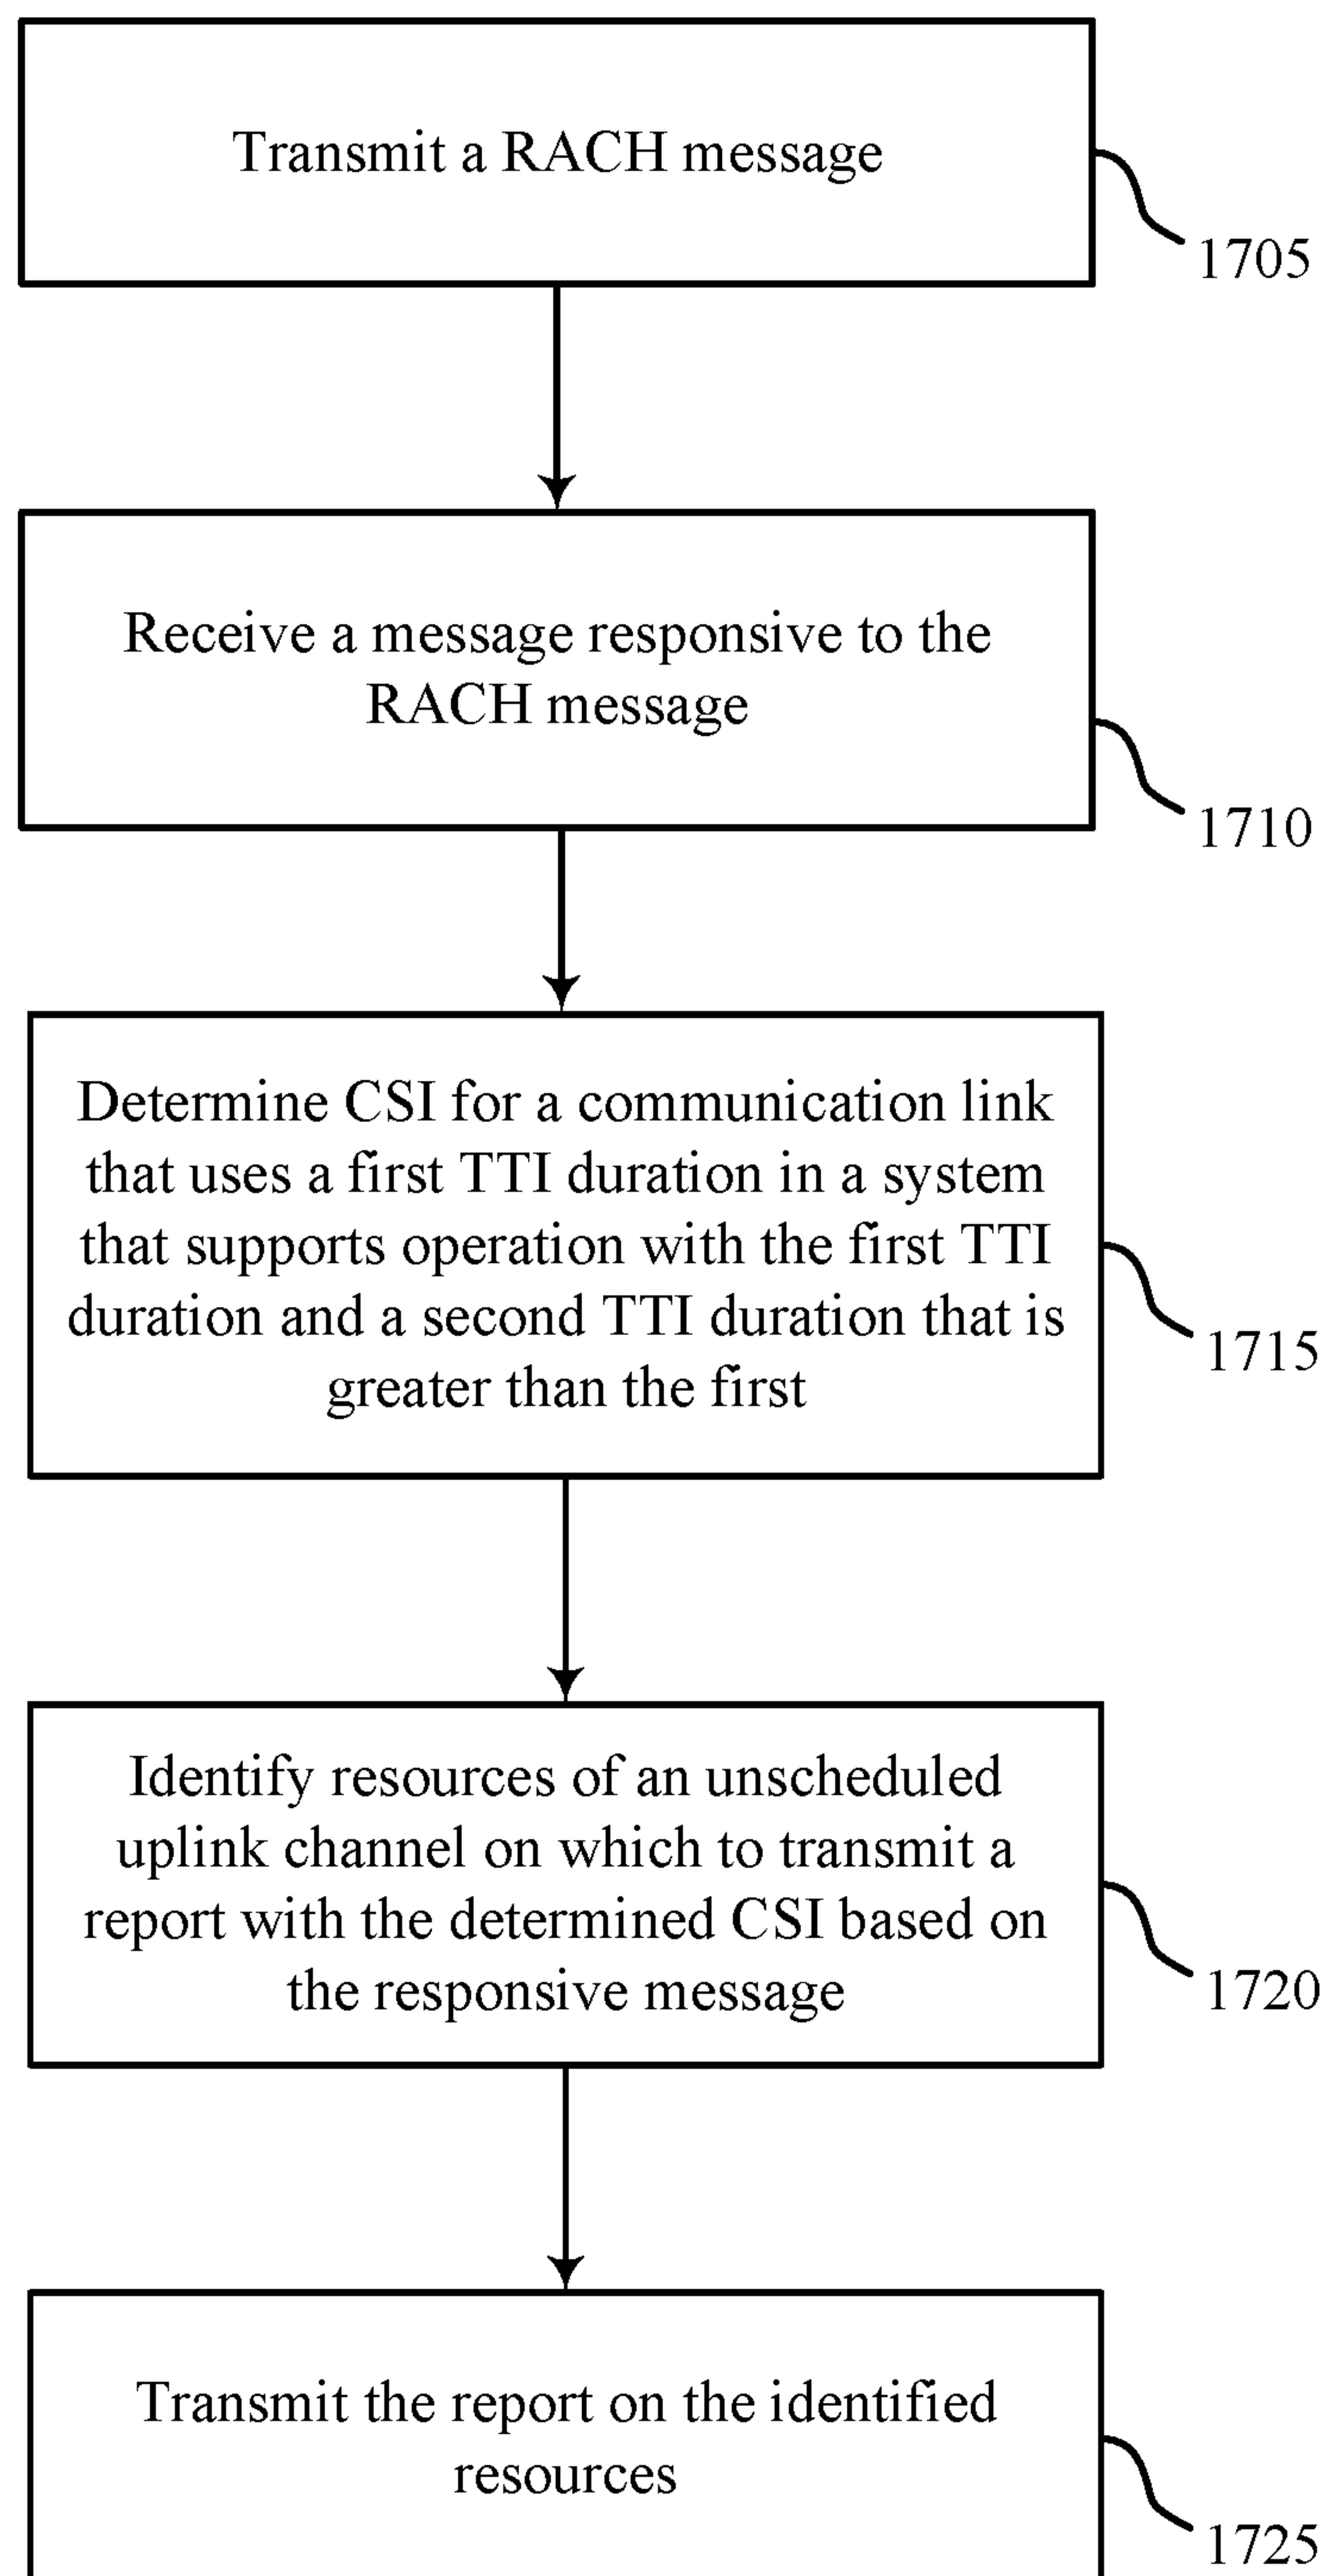 Transmit a RACH message
1705
Receive a message responsive to the
RACH message
1710
Determine CSI for a communication link
that uses a first TTI duration in a system
that supports operation with the first TTI
duration and a second TTI duration that is
greater than the first
1715
Identify resources of an unscheduled
uplink channel on which to transmit a
report with the determined CSI based on
the responsive message
1720
Transmit the report on the identified
resources
1725